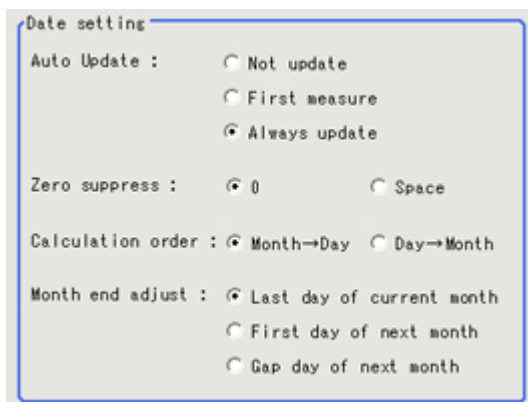 Date setting
Auto Update : Not update
First measure
Always update
Zero suppress : 0 Space
Calculation order : Month→Day Day→Month
Month end adjust : Last day of current month
First day of next month
Gap day of next month